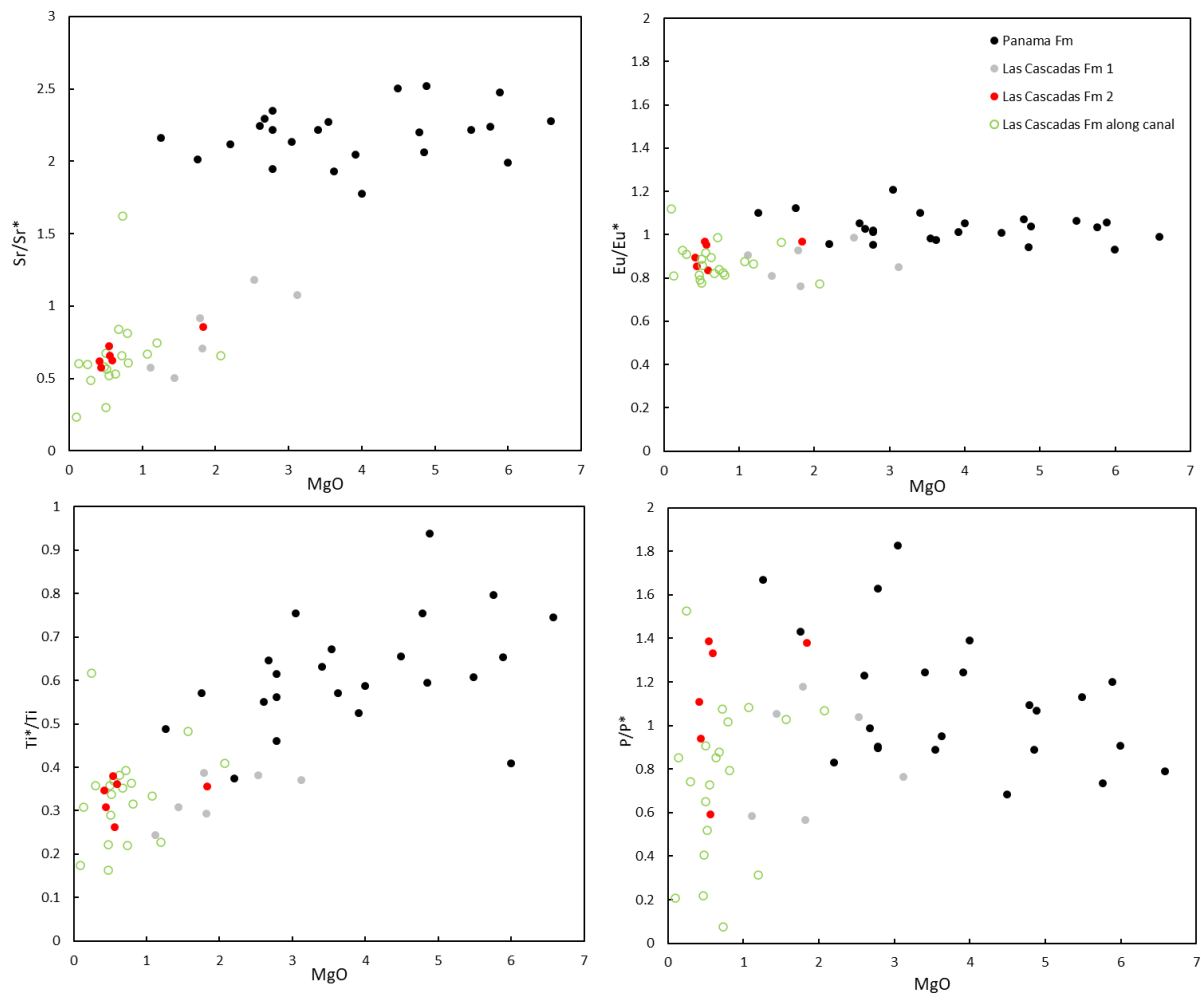 3
2.5
2
1.5
1
0.5
0
Sr/Sr*
0 1 2 3 4 5 6 7
MgO
2
1.8
1.6
1.4
1.2
1
0.8
0.6
0.4
0.2
0
Eu/Eu*
Panama Fm
Las Cascadas Fm 1
Las Cascadas Fm 2
Las Cascadas Fm along canal
0 1 2 3 4 5 6 7
MgO
1
0.9
0.8
0.7
0.6
0.5
0.4
0.3
0.2
0.1
0
Ti*/Ti
0 1 2 3 4 5 6 7
MgO
2
1.8
1.6
1.4
1.2
1
0.8
0.6
0.4
0.2
0
P/P*
0 1 2 3 4 5 6 7
MgO